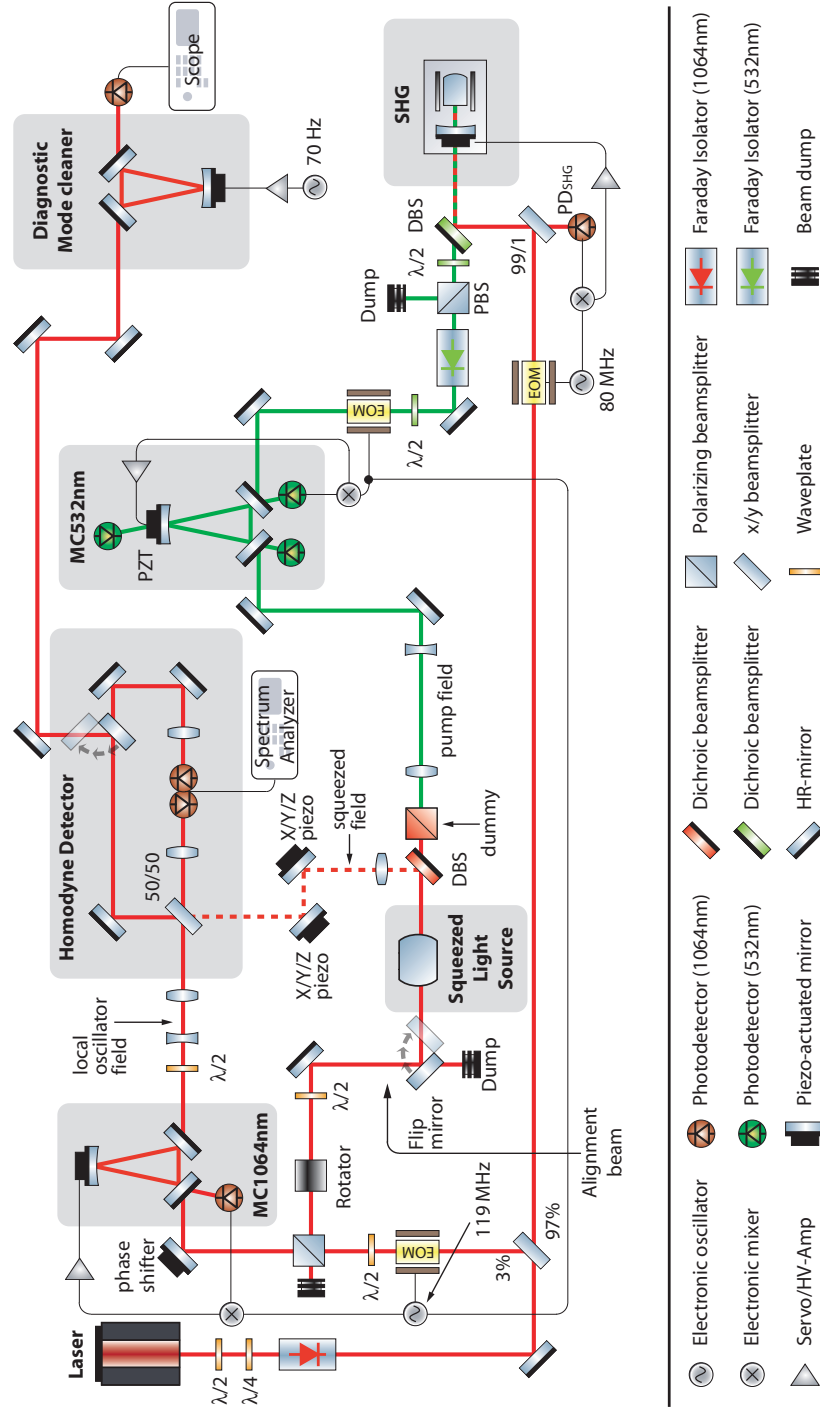 Laser
λ/2
λ/4
phase
shifter
MC1064nm
λ/2
local
oscillator
field
Homodyne Detector
50/50
Spectrum
Analyzer
X/Y/Z
piezo
X/Y/Z
piezo
squeezed
field
MC532nm
PZT
EOM
λ/2
Diagnostic
Mode cleaner
Scope
70 Hz
Rotator
λ/2
λ/2
EOM
119 MHz
3%
97%
Flip
mirror
Dump
Alignment
beam
Squeezed
Light
Source
DBS
dummy
pump field
Dump
PBS
λ/2
DBS
SHG
99/1
PDSHG
EOM
80 MHz
Electronic oscillator
Electronic mixer
Servo/HV-Amp
Photodetector (1064nm)
Photodetector (532nm)
Piezo-actuated mirror
Dichroic beamsplitter
Dichroic beamsplitter
HR-mirror
Polarizing beamsplitter
x/y beamsplitter
Waveplate
Faraday Isolator (1064nm)
Faraday Isolator (532nm)
Beam dump